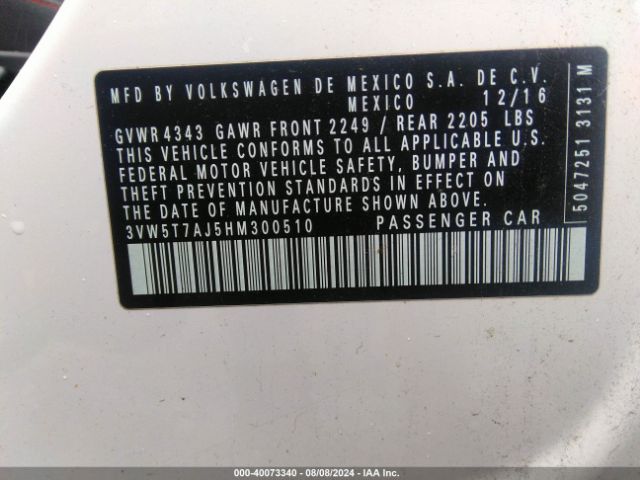 MFD BY VOLKSWAGEN DE MEXICO S.A. DE C.V.
MEXICO 12/16
GVWR 4343 GAWR FRONT 2249 / REAR 2205 LBS
THIS VEHICLE CONFORMS TO ALL APPLICABLE U.S.
FEDERAL MOTOR VEHICLE SAFETY, BUMPER AND
THEFT PREVENTION STANDARDS IN EFFECT ON
THE DATE OF MANUFACTURE SHOWN ABOVE.
3VW5T7AJ5HM300510 PASSENGER CAR
5047251 3131 M
000-40073340 - 08/08/2024 - IAA Inc.